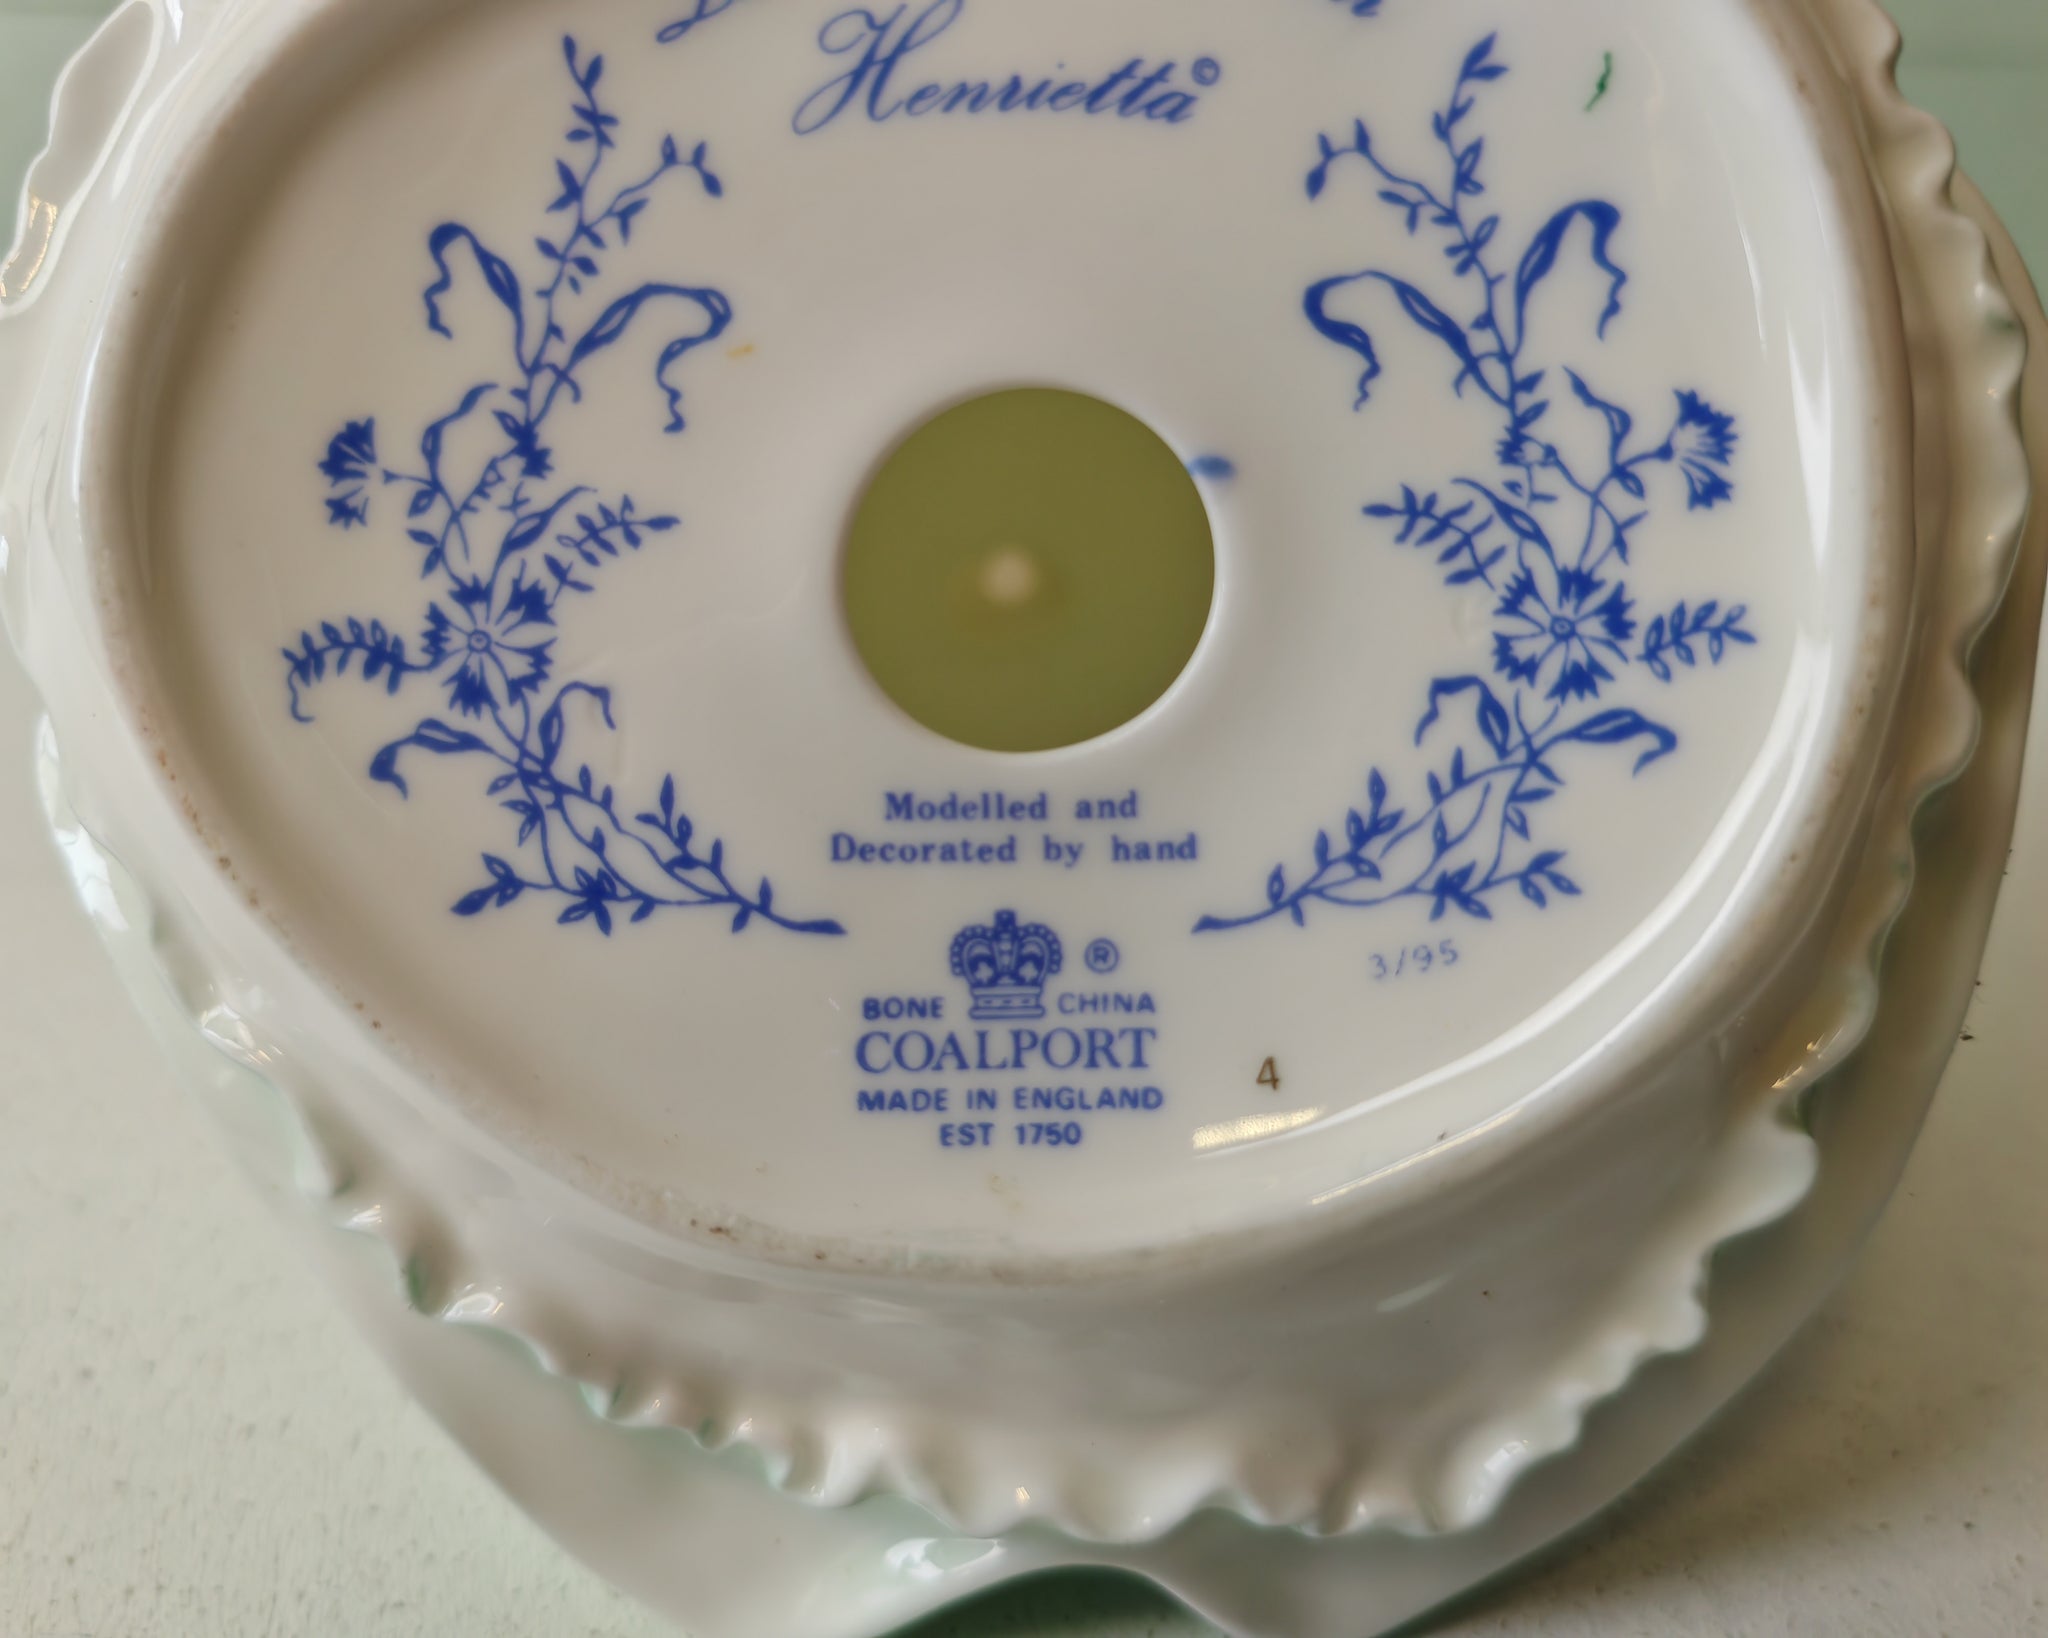 Henrietta©
Modelled and
Decorated by hand
®
BONE CHINA
COALPORT
MADE IN ENGLAND
EST 1750
3/95
4